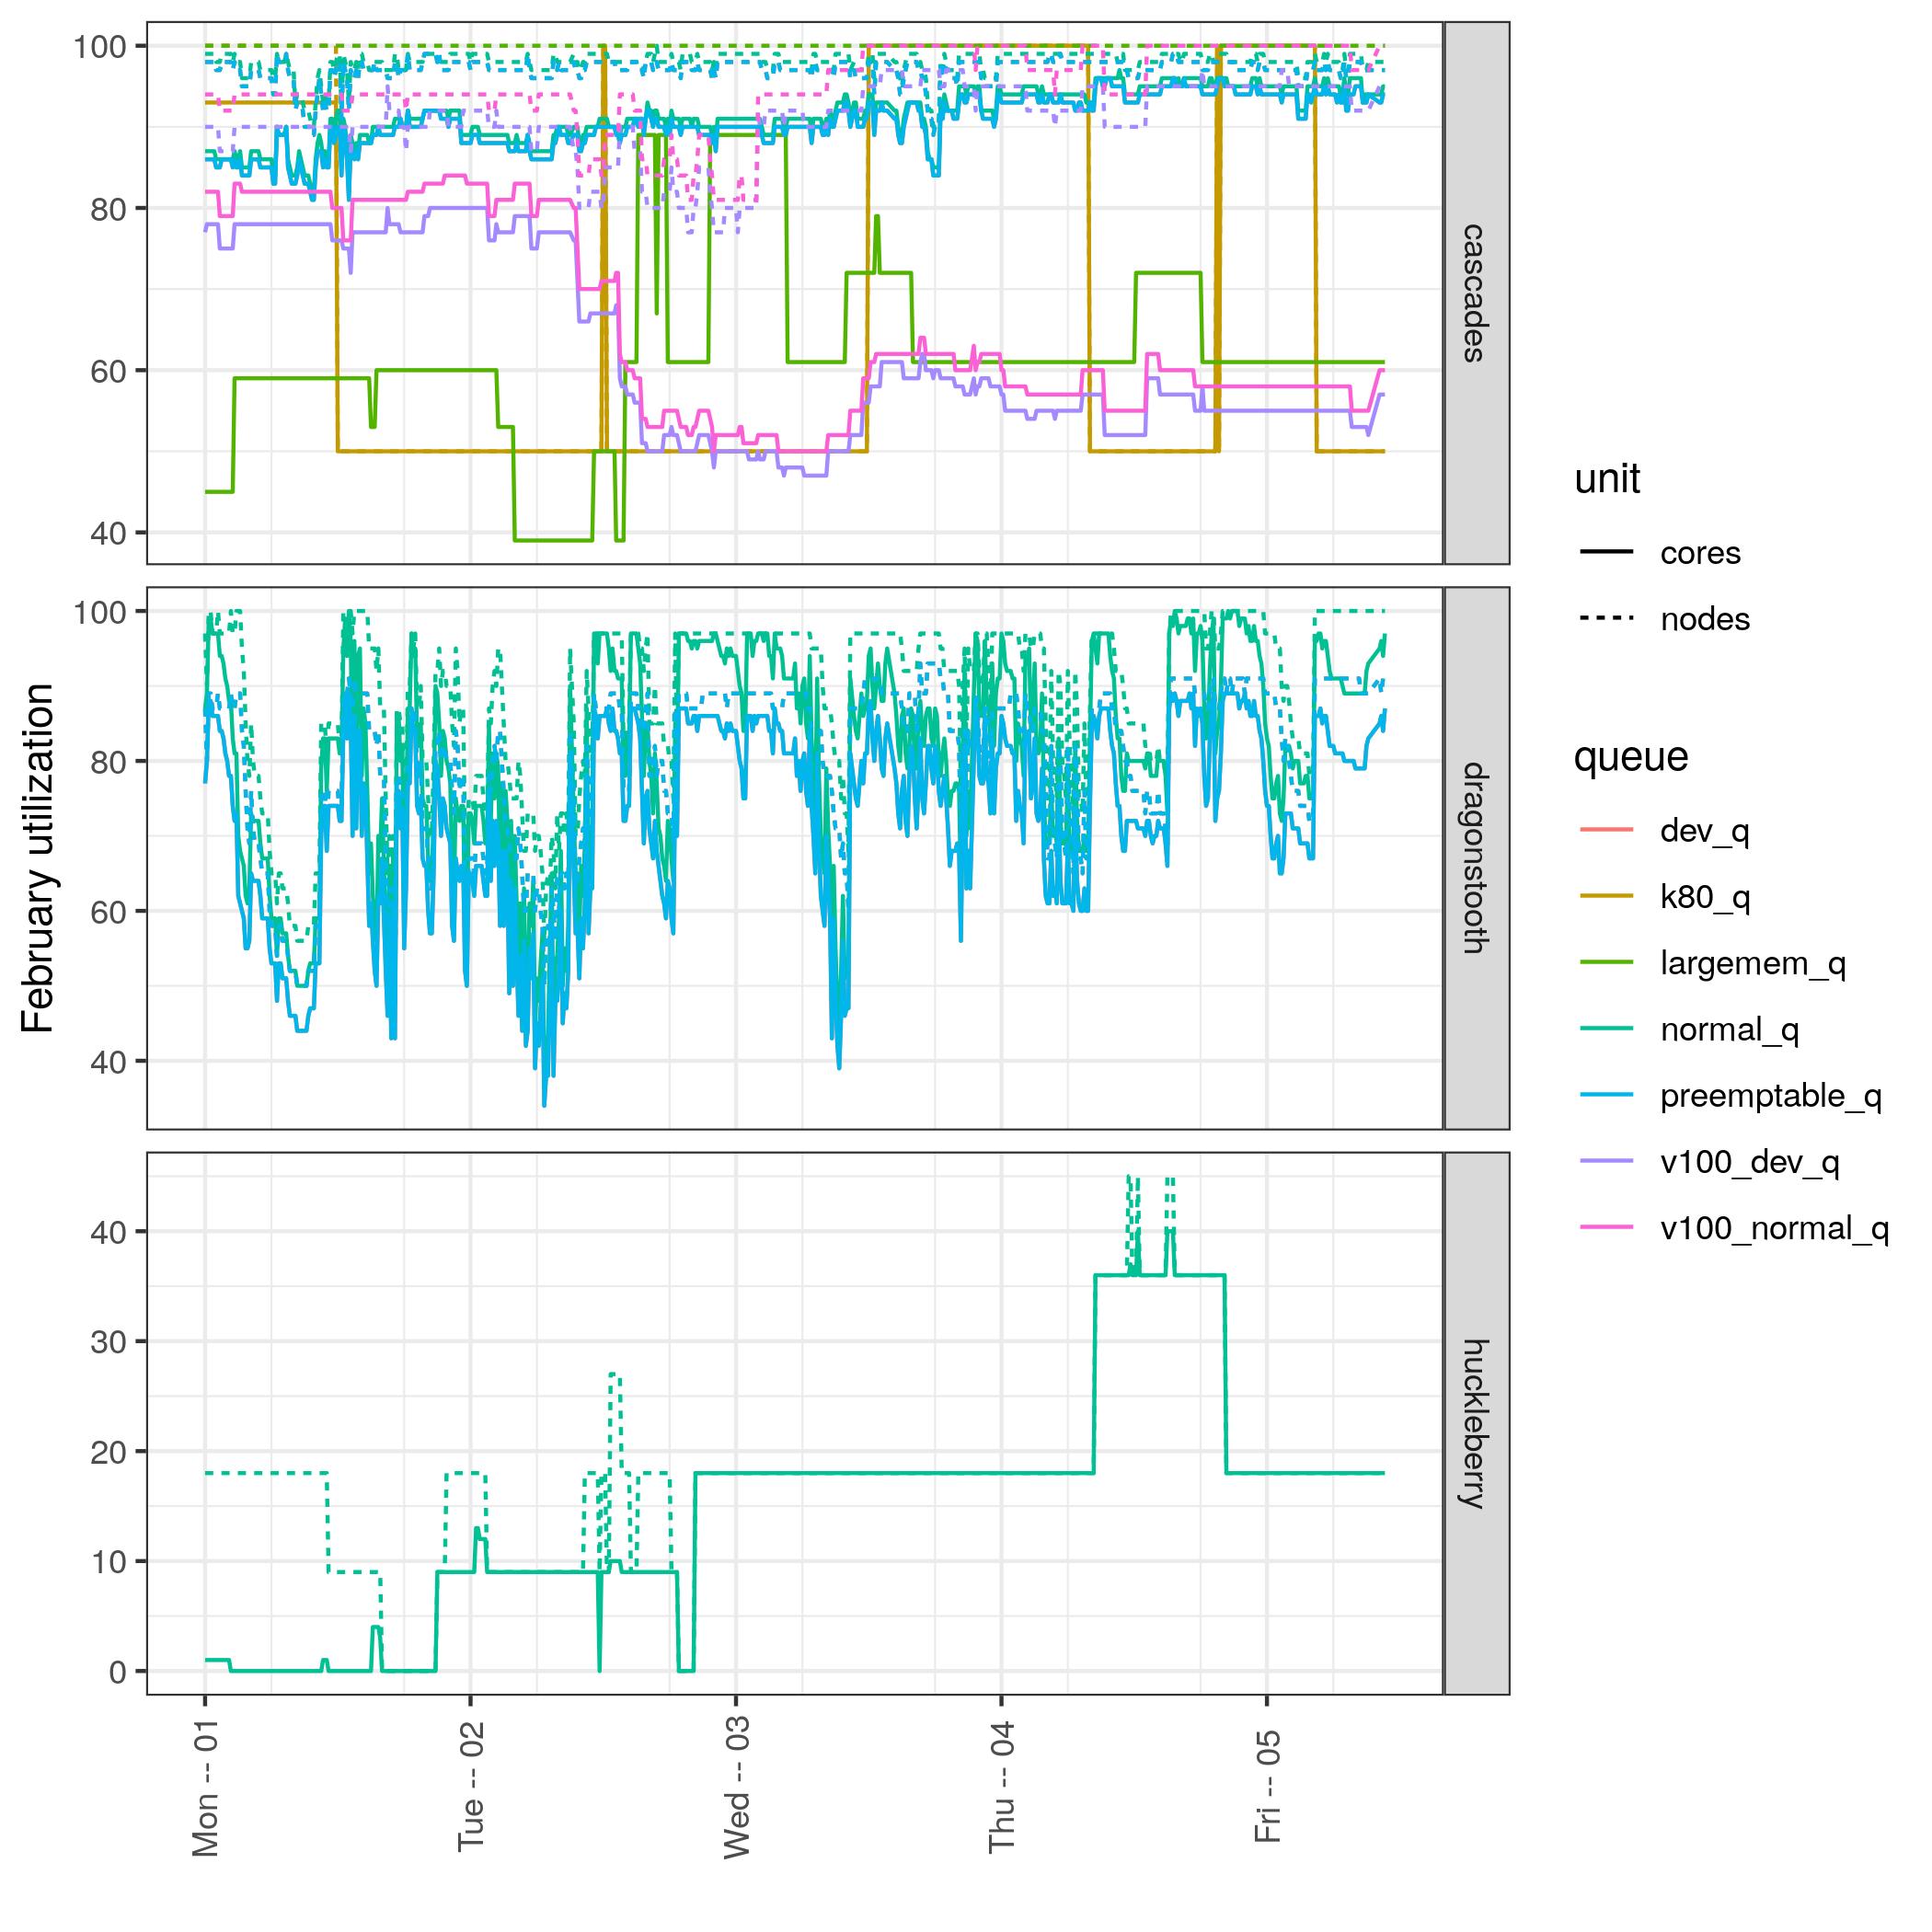 February utilization
100
80
60
40
cascades
100
80
60
40
dragonstooth
40
30
20
10
0
huckleberry
Mon -- 01
Tue -- 02
Wed -- 03
Thu -- 04
Fri -- 05
unit
cores
nodes
queue
dev_q
k80_q
largemem_q
normal_q
preemptable_q
v100_dev_q
v100_normal_q